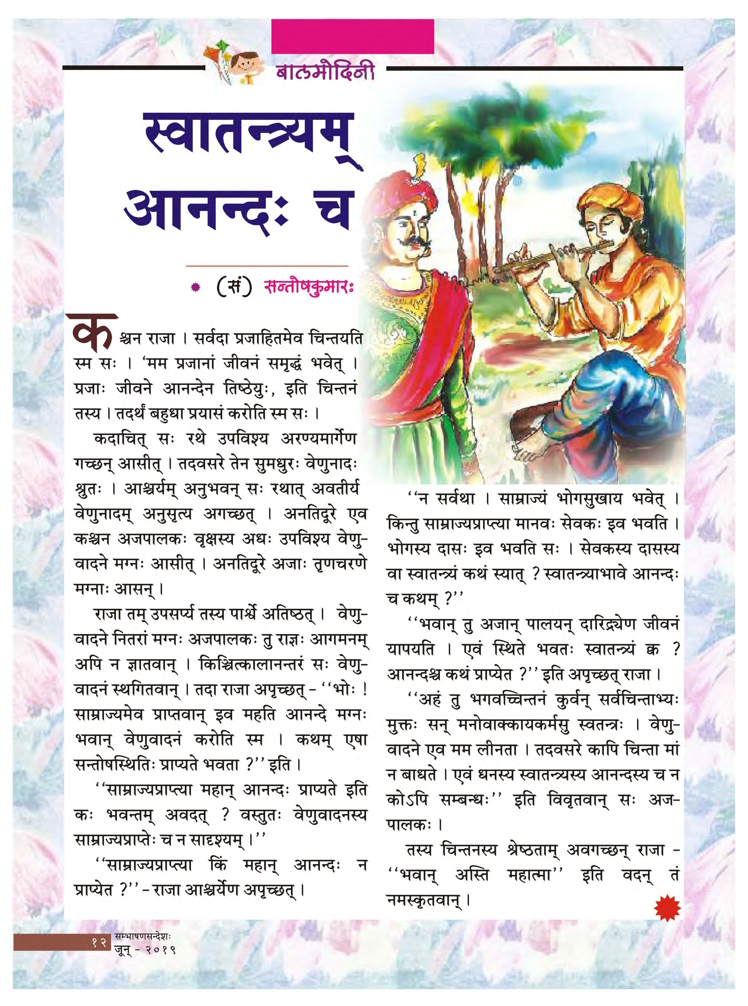 बालमोदिनी
स्वातन्त्र्यम्
आनन्दः च
* (सं) सन्तोषकुमारः
कश्चन राजा । सर्वदा प्रजाहितमेव चिन्तयति
स्म सः । ‘मम प्रजानां जीवनं समृद्धं भवेत् ।
प्रजाः जीवने आनन्देन तिष्ठेयुः, इति चिन्तनं
तस्य । तदर्थं बहुधा प्रयासं करोति स्म सः ।
कदाचित् सः रथे उपविश्य अरण्यमार्गेण
गच्छन् आसीत् । तदवसरे तेन सुमधुरः वेणुनादः
श्रुतः । आश्चर्यम् अनुभवन् सः रथात् अवतीर्य
वेणुनादम् अनुसृत्य अगच्छत् । अनतिदूरे एव
कश्चन अजपालकः वृक्षस्य अधः उपविश्य वेणु-
वादने मग्नः आसीत् । अनतिदूरे अजाः तृणचरणे
मग्नाः आसन् ।
राजा तम् उपसर्प्य तस्य पार्श्वे अतिष्ठत् । वेणु-
वादने नितरां मग्नः अजपालकः तु राज्ञः आगमनम्
अपि न ज्ञातवान् । किञ्चित्कालानन्तरं सः वेणु-
वादनं स्थगितवान् । तदा राजा अपृच्छत् – ‘‘भोः !
साम्राज्यमेव प्राप्तवान् इव महति आनन्दे मग्नः
भवान् वेणुवादनं करोति स्म । कथम् एषा
सन्तोषस्थितिः प्राप्यते भवता ?’’ इति ।
‘‘साम्राज्यप्राप्त्या महान् आनन्दः प्राप्यते इति
कः भवन्तम् अवदत् ? वस्तुतः वेणुवादनस्य
साम्राज्यप्राप्तेः च न सादृश्यम् ।’’
‘‘साम्राज्यप्राप्त्या किं महान् आनन्दः न
प्राप्येत ?’’ – राजा आश्चर्येण अपृच्छत् ।
‘‘न सर्वथा । साम्राज्यं भोगसुखाय भवेत् ।
किन्तु साम्राज्यप्राप्त्या मानवः सेवकः इव भवति ।
भोगस्य दासः इव भवति सः । सेवकस्य दासस्य
वा स्वातन्त्र्यं कथं स्यात् ? स्वातन्त्र्याभावे आनन्दः
च कथम् ?’’
‘‘भवान् तु अजान् पालयन् दारिद्र्येण जीवनं
यापयति । एवं स्थिते भवतः स्वातन्त्र्यं क्व ?
आनन्दश्च कथं प्राप्येत ?’’ इति अपृच्छत् राजा ।
‘‘अहं तु भगवच्चिन्तनं कुर्वन् सर्वचिन्ताभ्यः
मुक्तः सन् मनोवाक्कायकर्मसु स्वतन्त्रः । वेणु-
वादने एव मम लीनता । तदवसरे कापि चिन्ता मां
न बाधते । एवं धनस्य स्वातन्त्र्यस्य आनन्दस्य च न
कोऽपि सम्बन्धः’’ इति विवृतवान् सः अज-
पालकः ।
तस्य चिन्तनस्य श्रेष्ठताम् अवगच्छन् राजा –
‘‘भवान् अस्ति महात्मा’’ इति वदन् तं
नमस्कृतवान् ।
१२
सम्भाषणसन्देशः
जून् – २०१९